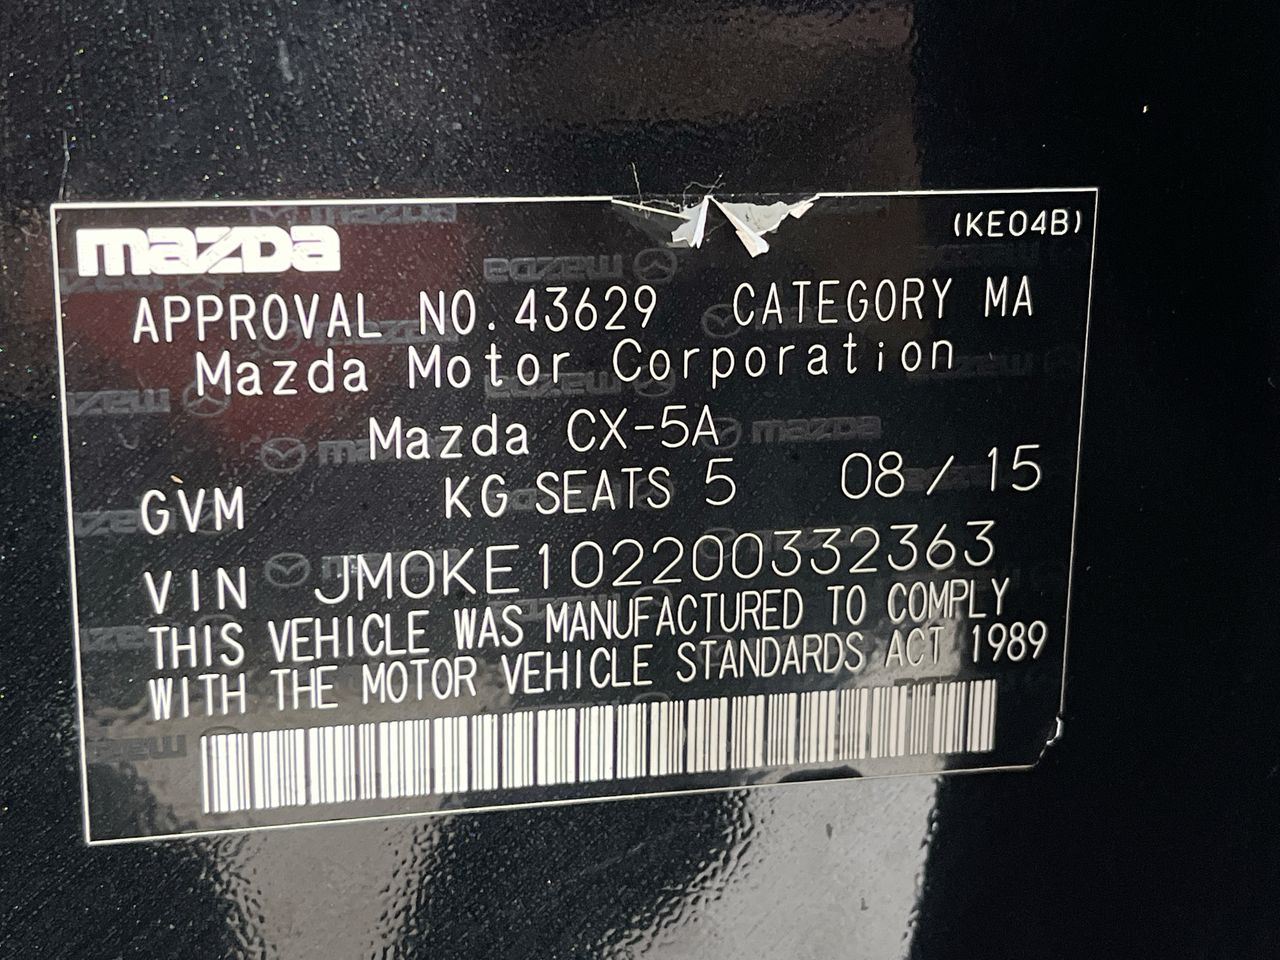 mazda (KE04B)
APPROVAL NO. 43629 CATEGORY MA
Mazda Motor Corporation
Mazda CX-5A
GVM KG SEATS 5 08/15
VIN JM0KE102200332363
THIS VEHICLE WAS MANUFACTURED TO COMPLY
WITH THE MOTOR VEHICLE STANDARDS ACT 1989